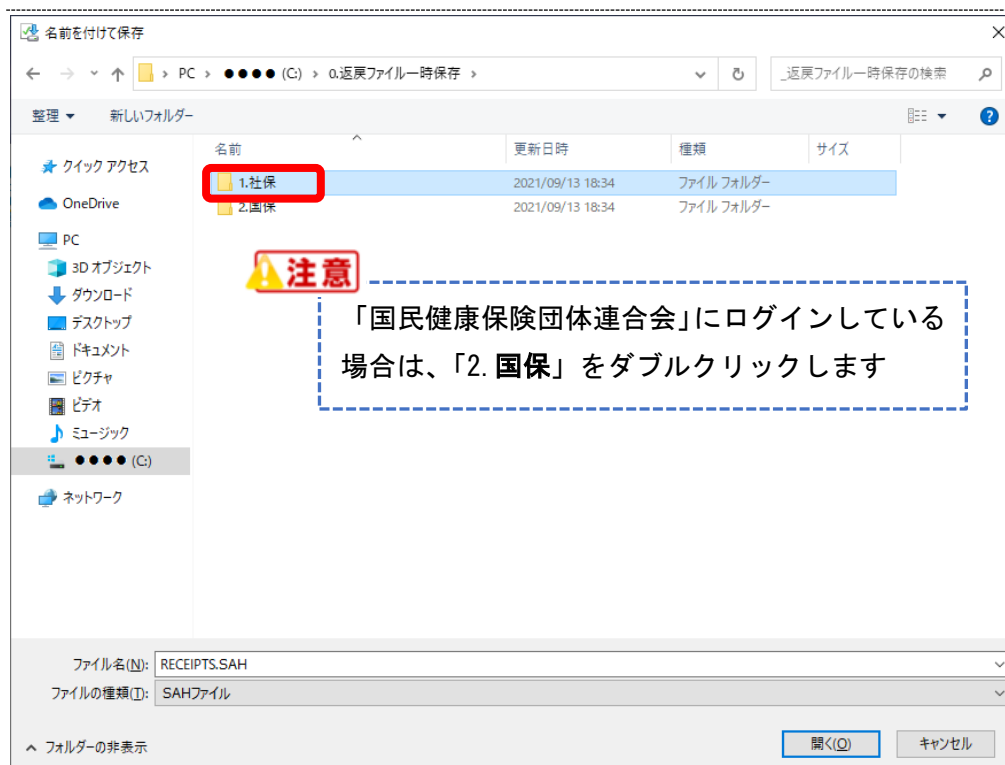 名前を付けて保存
PC › ●●●● (C:) › 0.返戻ファイル一時保存 ›
_返戻ファイル一時保存の検索
整理 ▼ 新しいフォルダー
名前 更新日時 種類 サイズ
1.社保 2021/09/13 18:34 ファイル フォルダー
2.国保 2021/09/13 18:34 ファイル フォルダー
クイック アクセス
OneDrive
PC
3D オブジェクト
ダウンロード
デスクトップ
ドキュメント
ピクチャ
ビデオ
ミュージック
●●●● (C:)
ネットワーク
注意
「国民健康保険団体連合会」にログインしている
場合は、「2.国保」をダブルクリックします
ファイル名(N): RECEIPTS.SAH
ファイルの種類(T): SAHファイル
フォルダーの非表示
開く(O) キャンセル